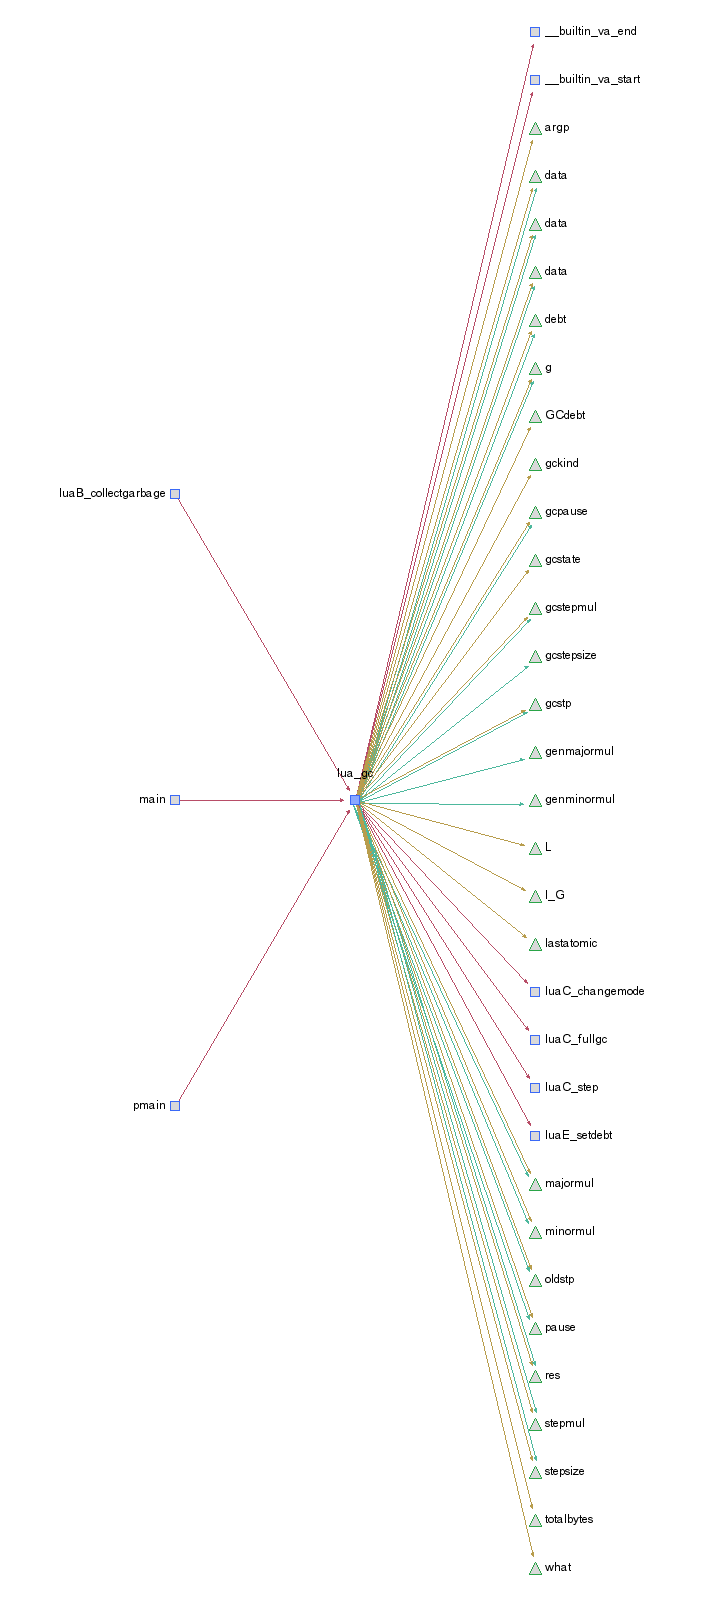 __builtin_va_end
__builtin_va_start
argp
data
data
data
debt
g
GCdebt
gckind
luaB_collectgarbage
gcpause
gcstate
gcstepmul
gcstepsize
gcstp
genmajormul
lua_gc
main
genminormul
L
l_G
lastatomic
luaC_changemode
luaC_fullgc
luaC_step
pmain
luaE_setdebt
majormul
minormul
oldstp
pause
res
stepmul
stepsize
totalbytes
what